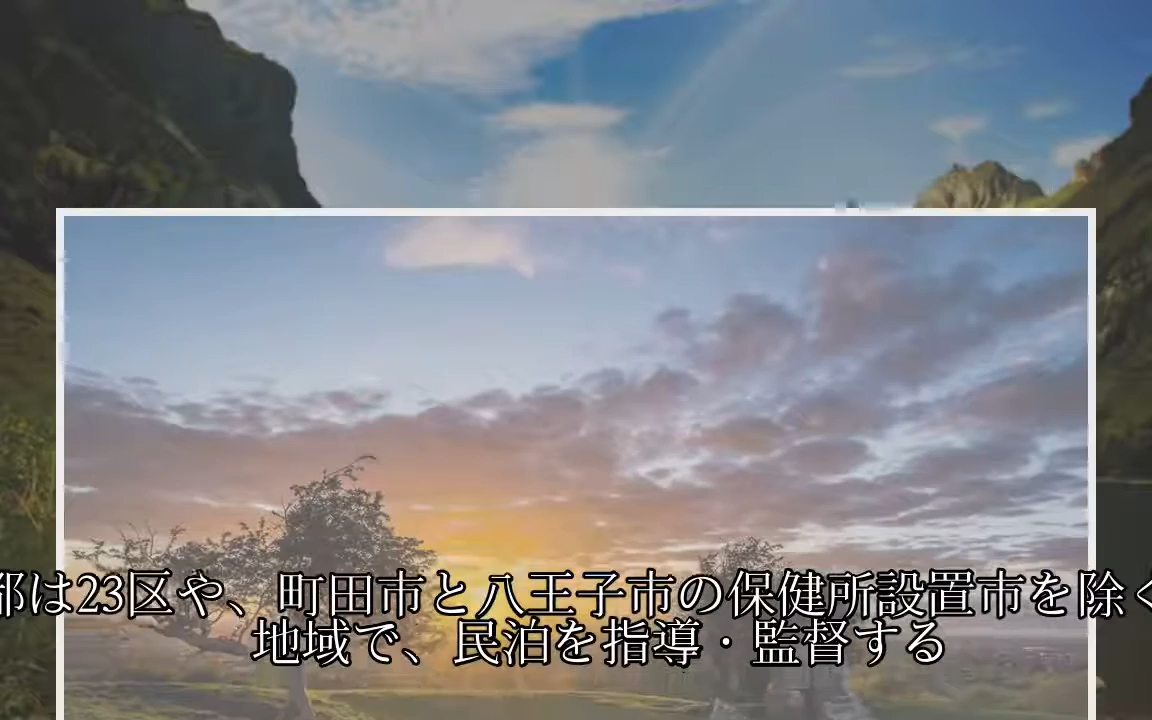 都は23区や、町田市と八王子市の保健所設置市を除く
地域で、民泊を指導・監督する